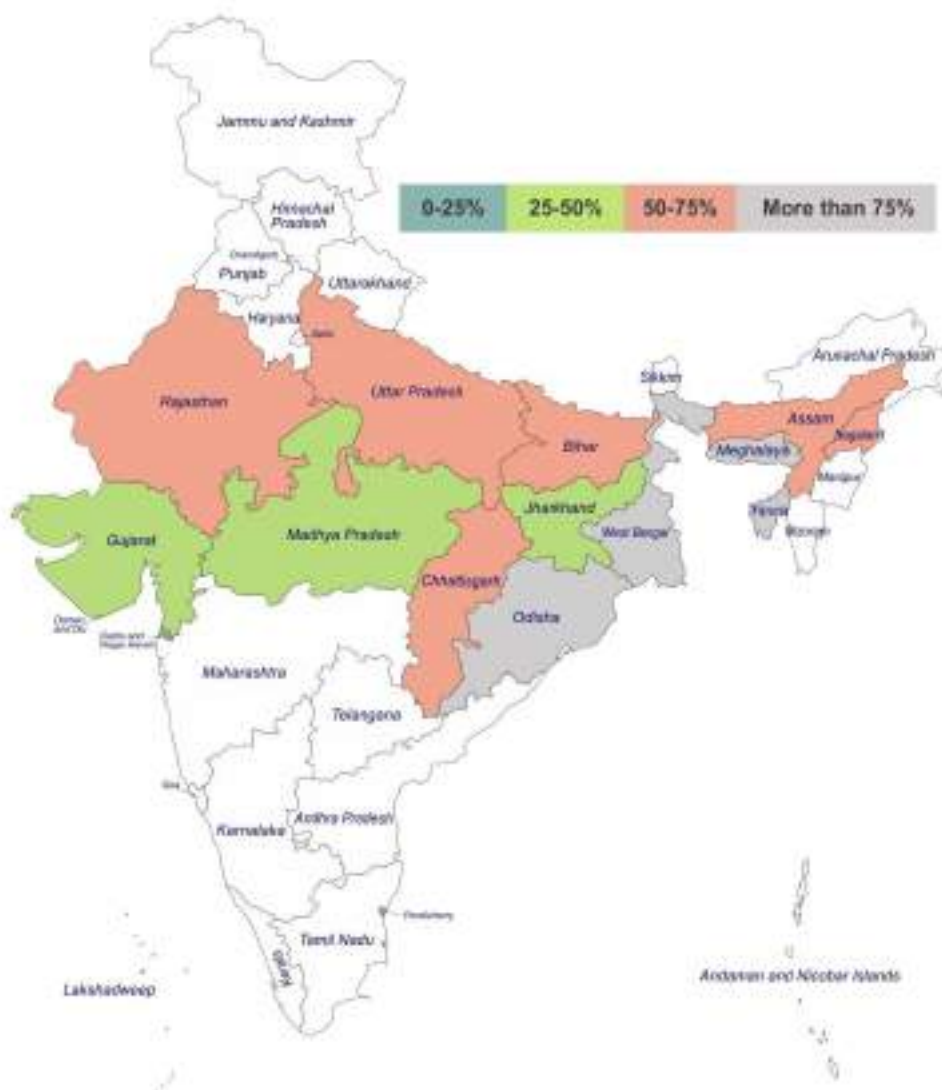 Jammu and Kashmir
Himachal
Pradesh
0-25%
25-50%
50-75%
More than 75%
Chandigarh
Punjab
Uttarakhand
Haryana
Delhi
Arunachal Pradesh
Sikkim
Rajasthan
Uttar Pradesh
Assam
Nagaland
Bihar
Meghalaya
Manipur
Jharkhand
Tripura
Mizoram
Gujarat
Madhya Pradesh
West Bengal
Chhattisgarh
Odisha
Maharashtra
Telangana
Goa
Karnataka
Andhra Pradesh
Tamil Nadu
Kerala
Lakshadweep
Andaman and Nicobar Islands